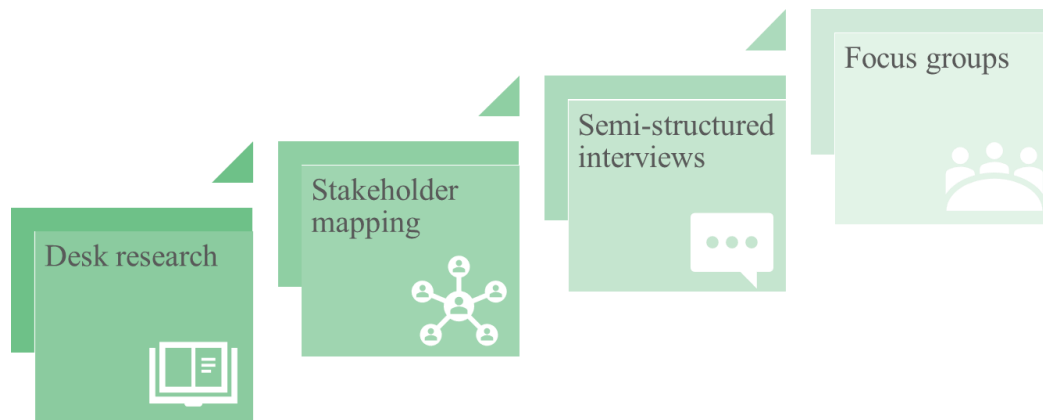 Desk research
Stakeholder
mapping
Semi-structured
interviews
Focus groups